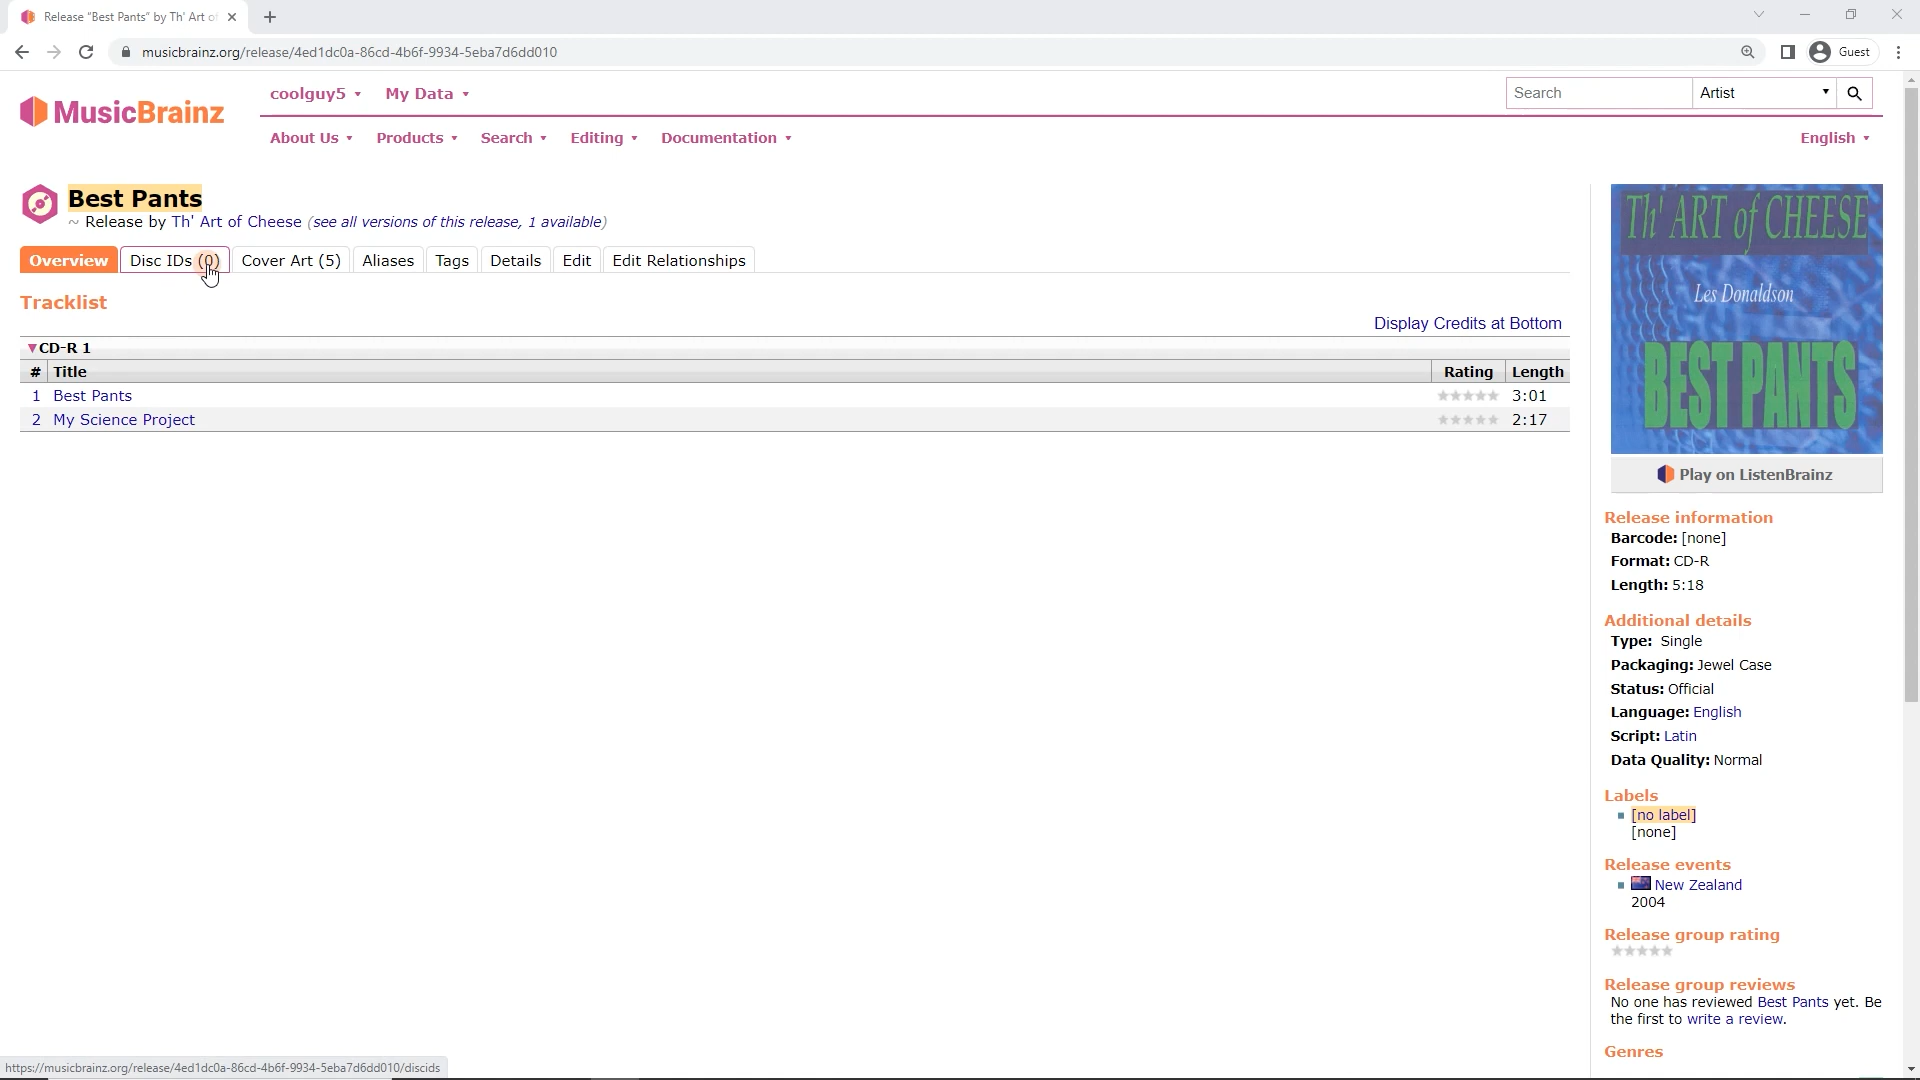 Release "Best Pants" by Th' Art of
musicbrainz.org/release/4ed1dc0a-86cd-4b6f-9934-5eba7d6dd010
Guest
MusicBrainz
coolguy5 My Data
Search Artist
About Us Products Search Editing Documentation English
Best Pants
~ Release by Th' Art of Cheese (see all versions of this release, 1 available)
Overview Disc IDs (0) Cover Art (5) Aliases Tags Details Edit Edit Relationships
Tracklist
Display Credits at Bottom
▼CD-R 1
# Title Rating Length
1 Best Pants 3:01
2 My Science Project 2:17
Th' ART of CHEESE
Les Donaldson
BEST PANTS
Play on ListenBrainz
Release information
Barcode: [none]
Format: CD-R
Length: 5:18
Additional details
Type: Single
Packaging: Jewel Case
Status: Official
Language: English
Script: Latin
Data Quality: Normal
Labels
[no label]
[none]
Release events
New Zealand
2004
Release group rating
Release group reviews
No one has reviewed Best Pants yet. Be
the first to write a review.
Genres
https://musicbrainz.org/release/4ed1dc0a-86cd-4b6f-9934-5eba7d6dd010/discids